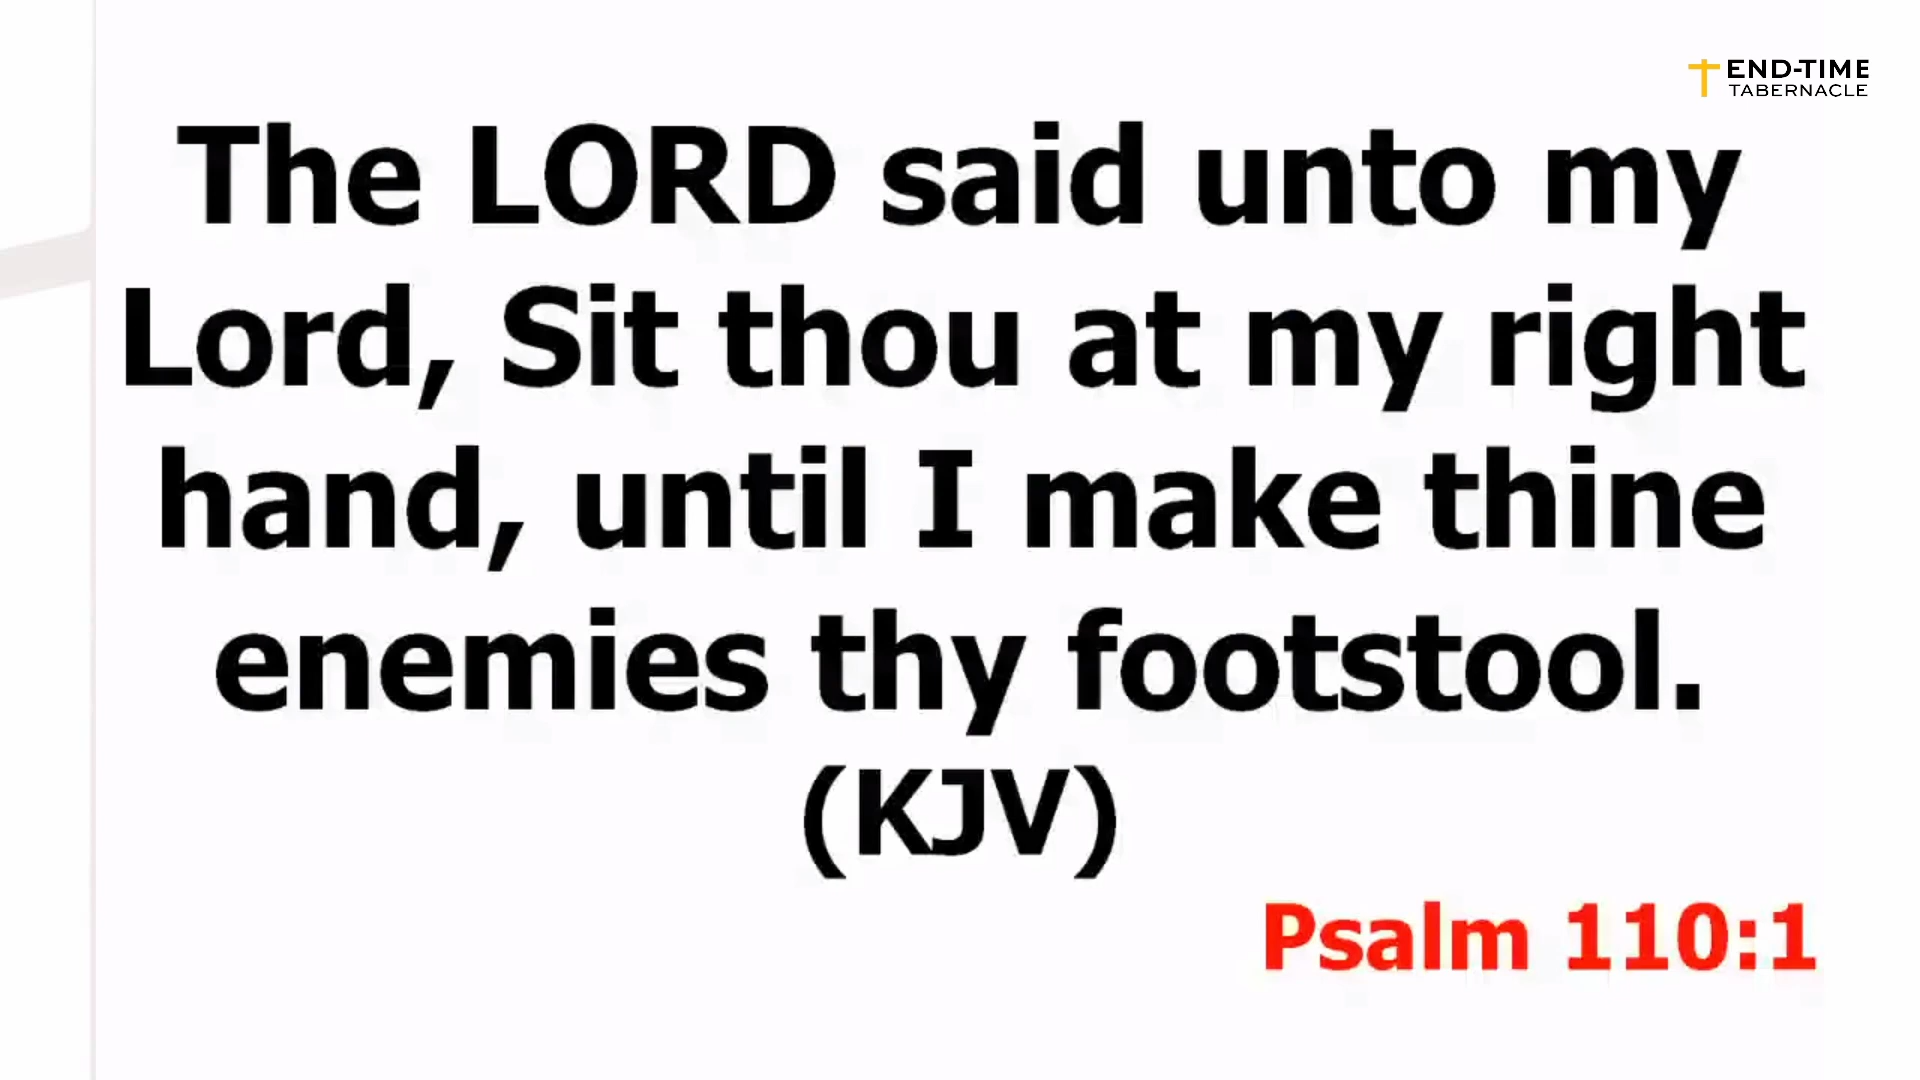 END-TIME
TABERNACLE
The LORD said unto my
Lord, Sit thou at my right
hand, until I make thine
enemies thy footstool.
(KJV)
Psalm 110:1